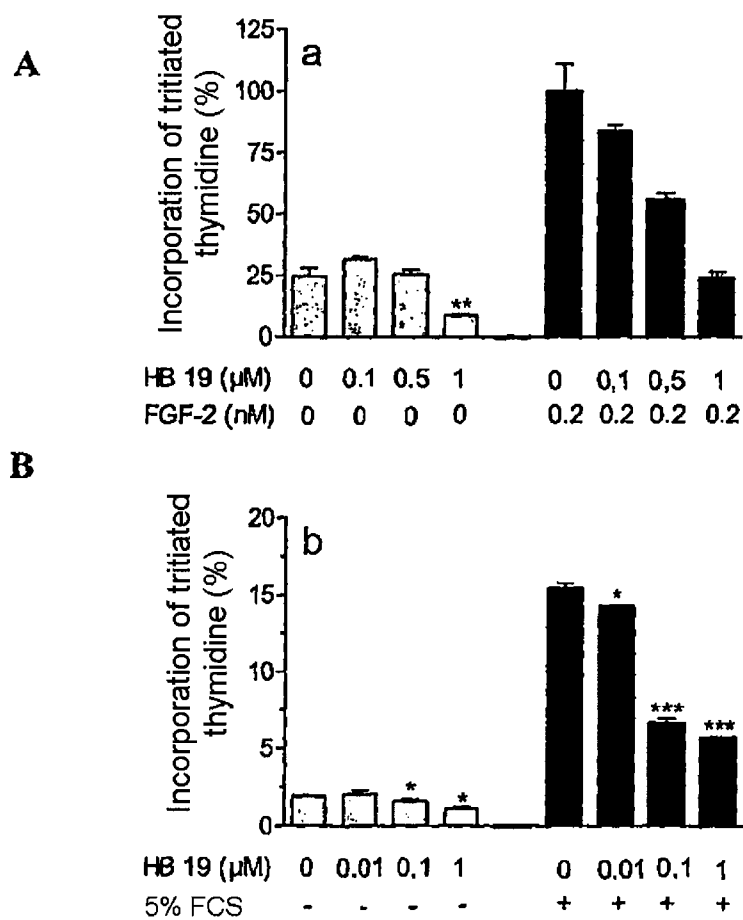 A
a
Incorporation of tritiated
thymidine (%)
125
100
75
50
25
0
**
HB 19 (µM) 0 0.1 0.5 1 0 0,1 0,5 1
FGF-2 (nM) 0 0 0 0 0.2 0.2 0.2 0.2
B
b
Incorporation of tritiated
thymidine (%)
20
15
10
5
0
* * * *** ***
HB 19 (µM) 0 0.01 0.1 1 0 0.01 0.1 1
5% FCS - - - - + + + +